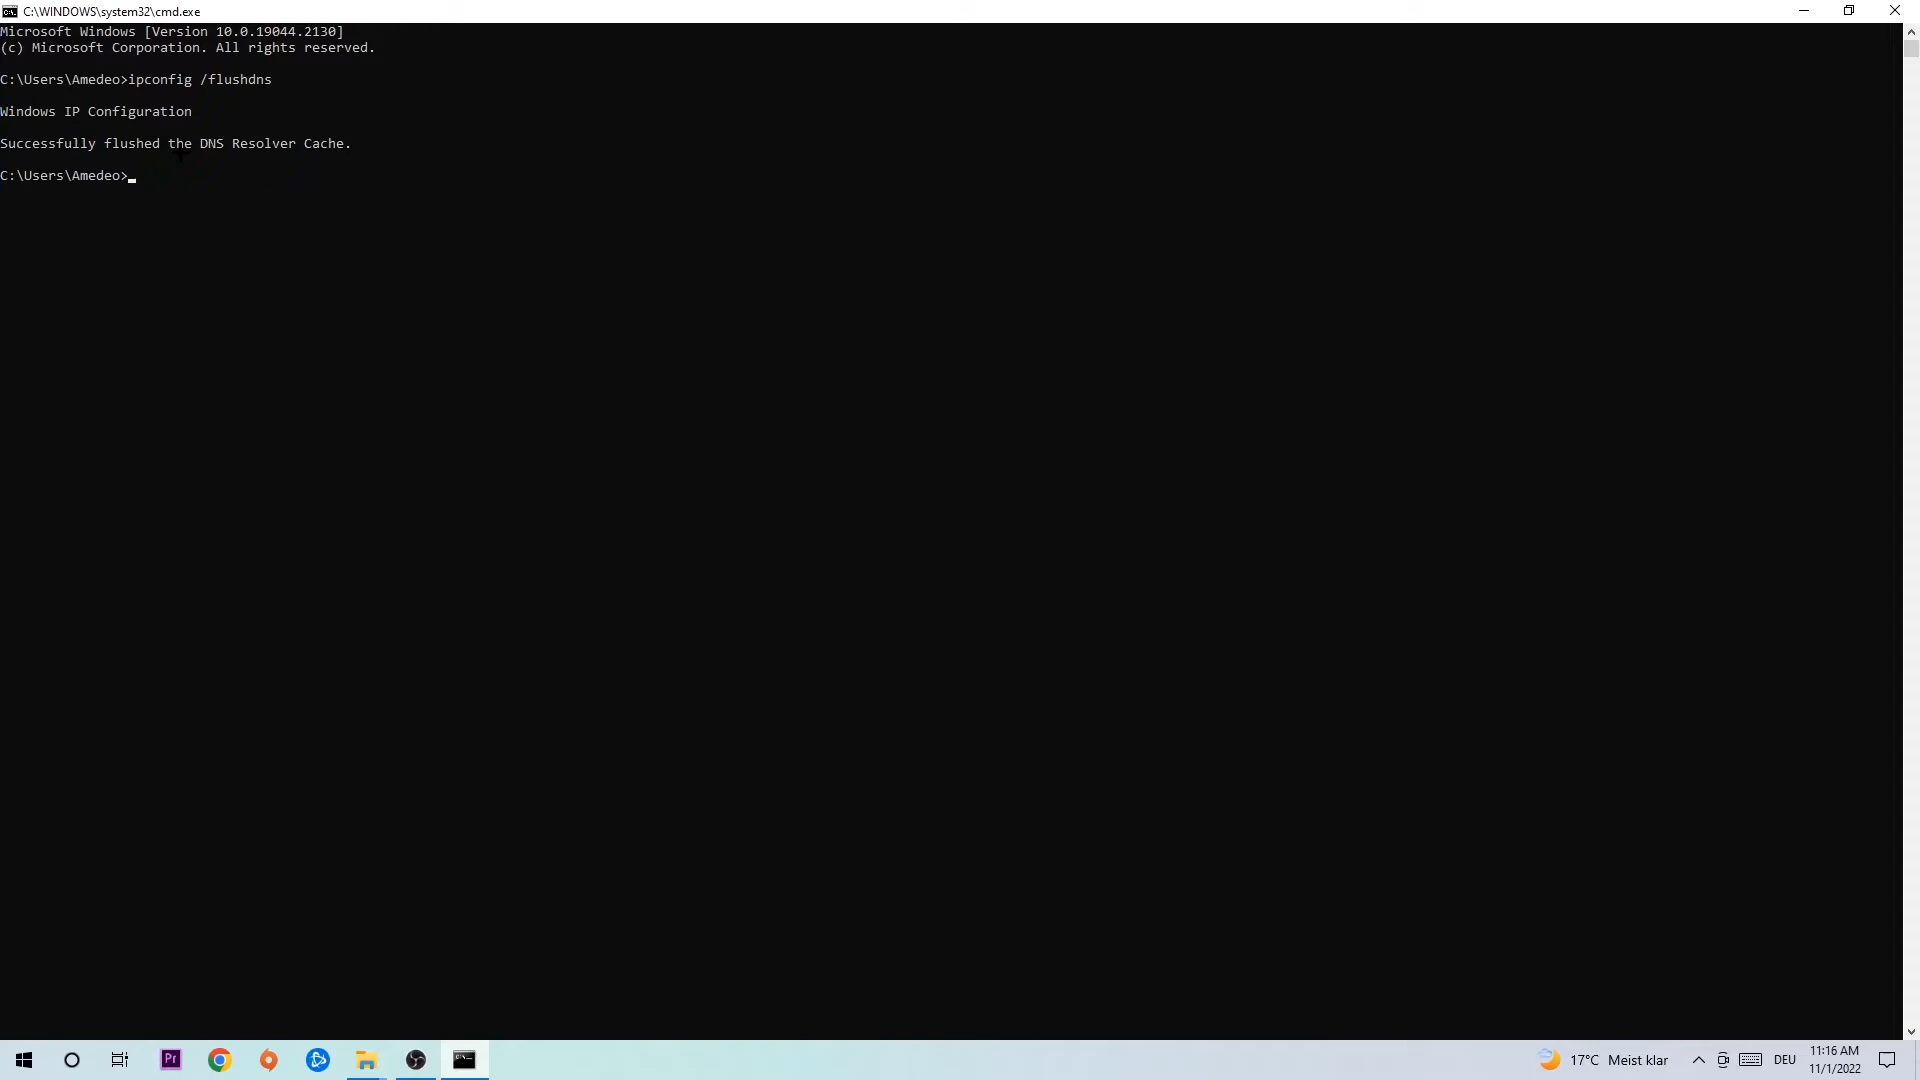 C:\WINDOWS\system32\cmd.exe
Microsoft Windows [Version 10.0.19044.2130]
(c) Microsoft Corporation. All rights reserved.
C:\Users\Amedeo>ipconfig /flushdns
Windows IP Configuration
Successfully flushed the DNS Resolver Cache.
C:\Users\Amedeo>
Pr
17°C Meist klar
DEU
11:16 AM
11/1/2022